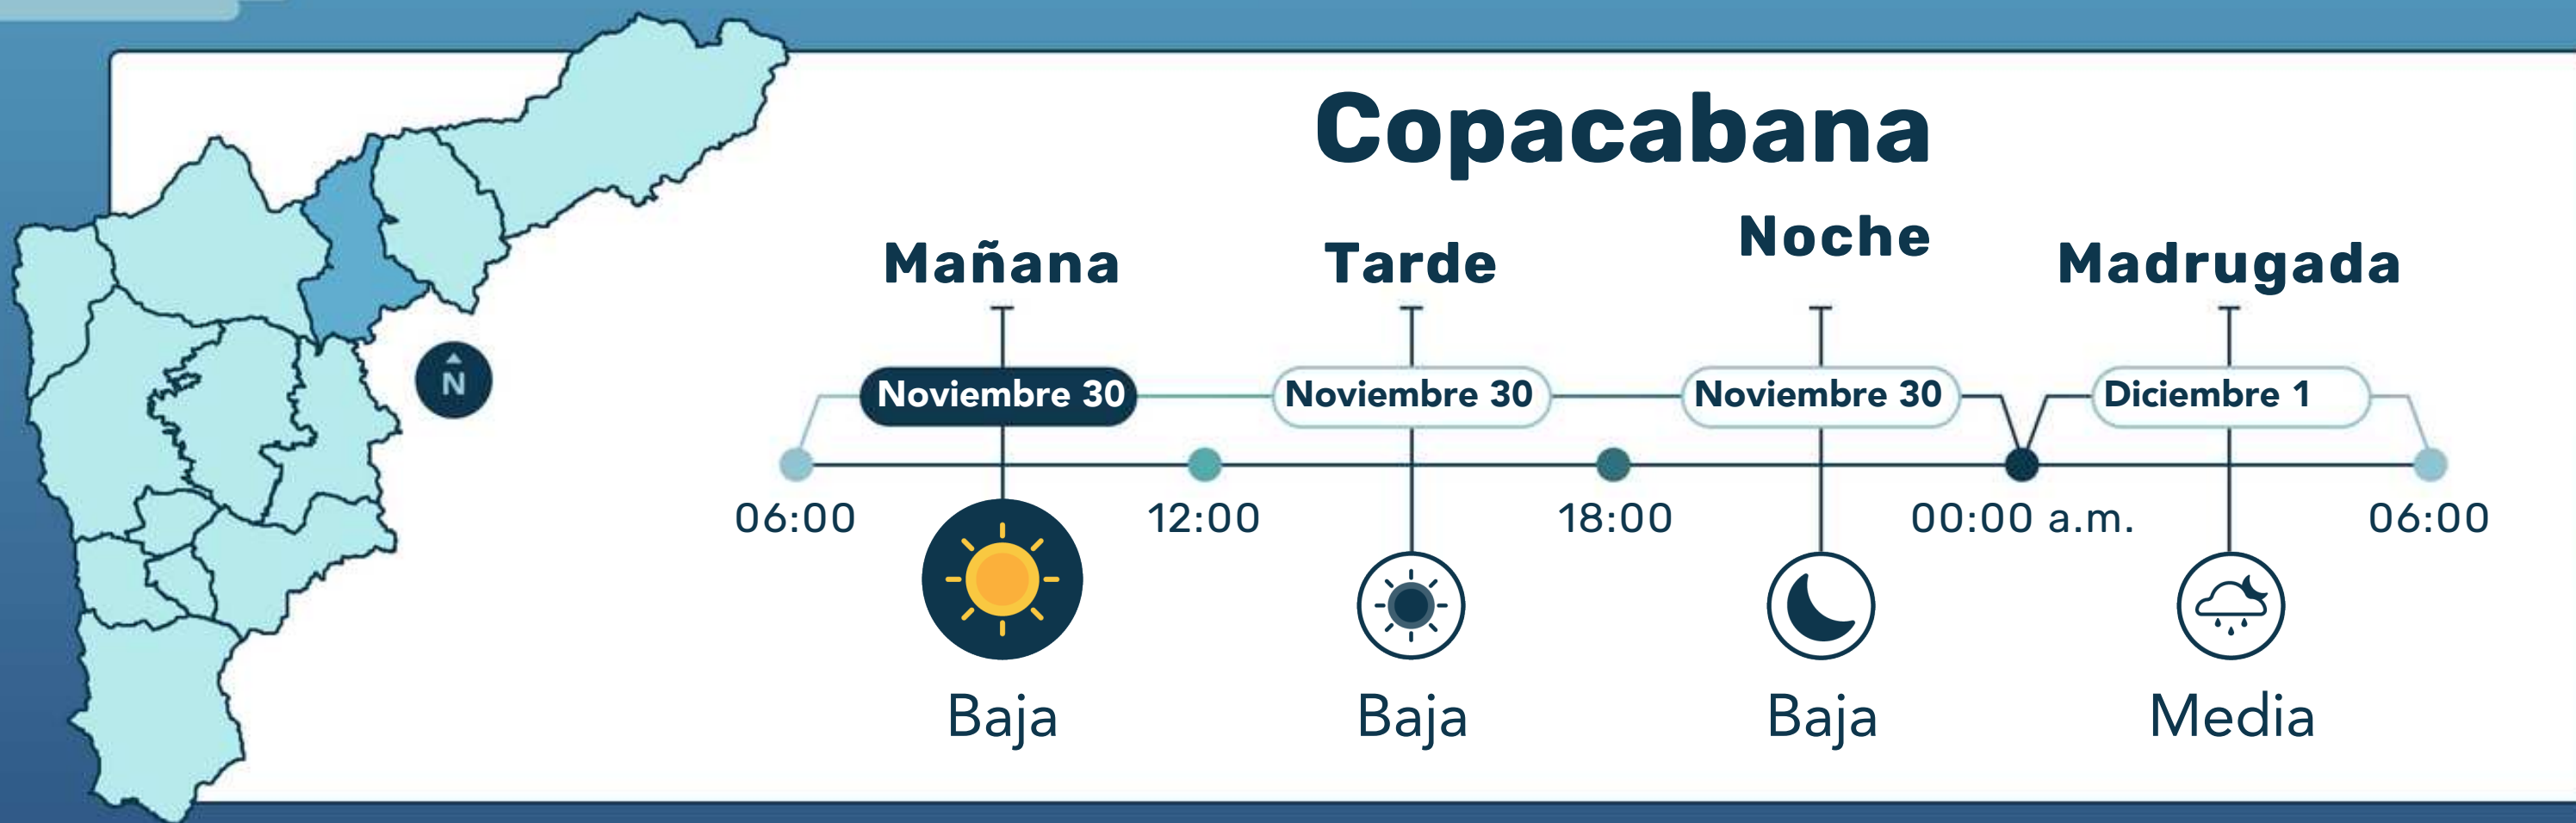 Copacabana
Mañana
Tarde
Noche
Madrugada
Noviembre 30
Noviembre 30
Noviembre 30
Diciembre 1
N
06:00
12:00
18:00
00:00 a.m.
06:00
Baja
Baja
Baja
Media